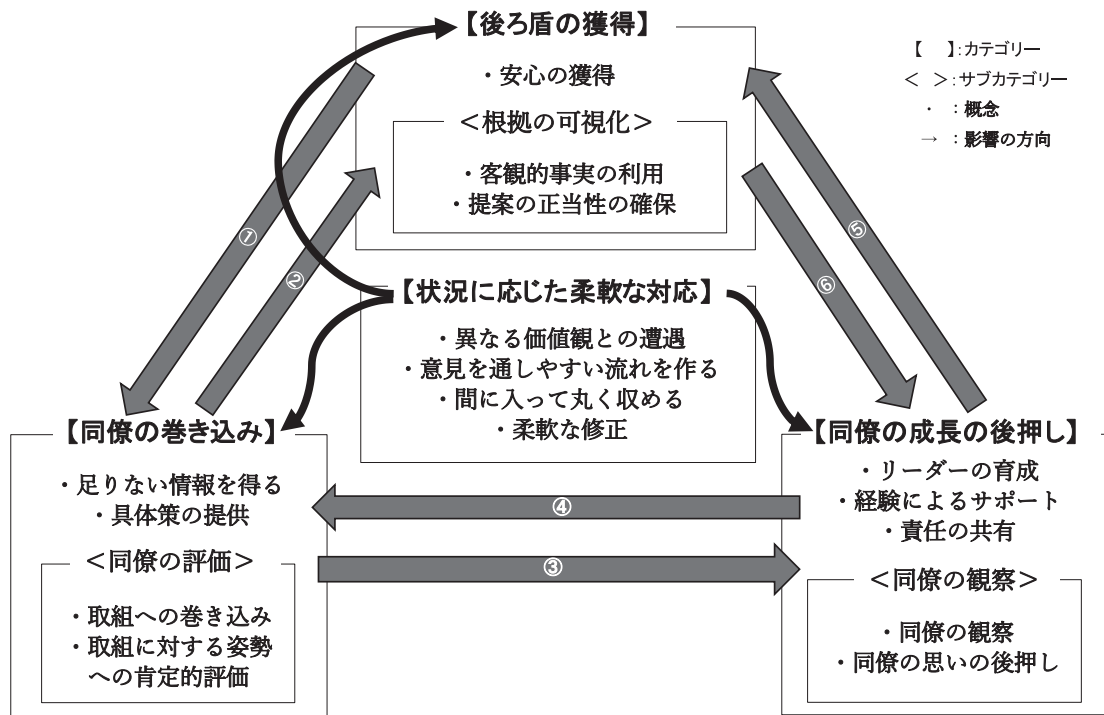 【後ろ盾の獲得】
・安心の獲得
＜根拠の可視化＞
・客観的事実の利用
・提案の正当性の確保
【　】：カテゴリー
＜　＞：サブカテゴリー
・　：概念
→　：影響の方向
①
②
⑤
⑥
【状況に応じた柔軟な対応】
・異なる価値観との遭遇
・意見を通しやすい流れを作る
・間に入って丸く収める
・柔軟な修正
【同僚の巻き込み】
・足りない情報を得る
・具体策の提供
＜同僚の評価＞
・取組への巻き込み
・取組に対する姿勢
への肯定的評価
④
③
【同僚の成長の後押し】
・リーダーの育成
・経験によるサポート
・責任の共有
＜同僚の観察＞
・同僚の観察
・同僚の思いの後押し